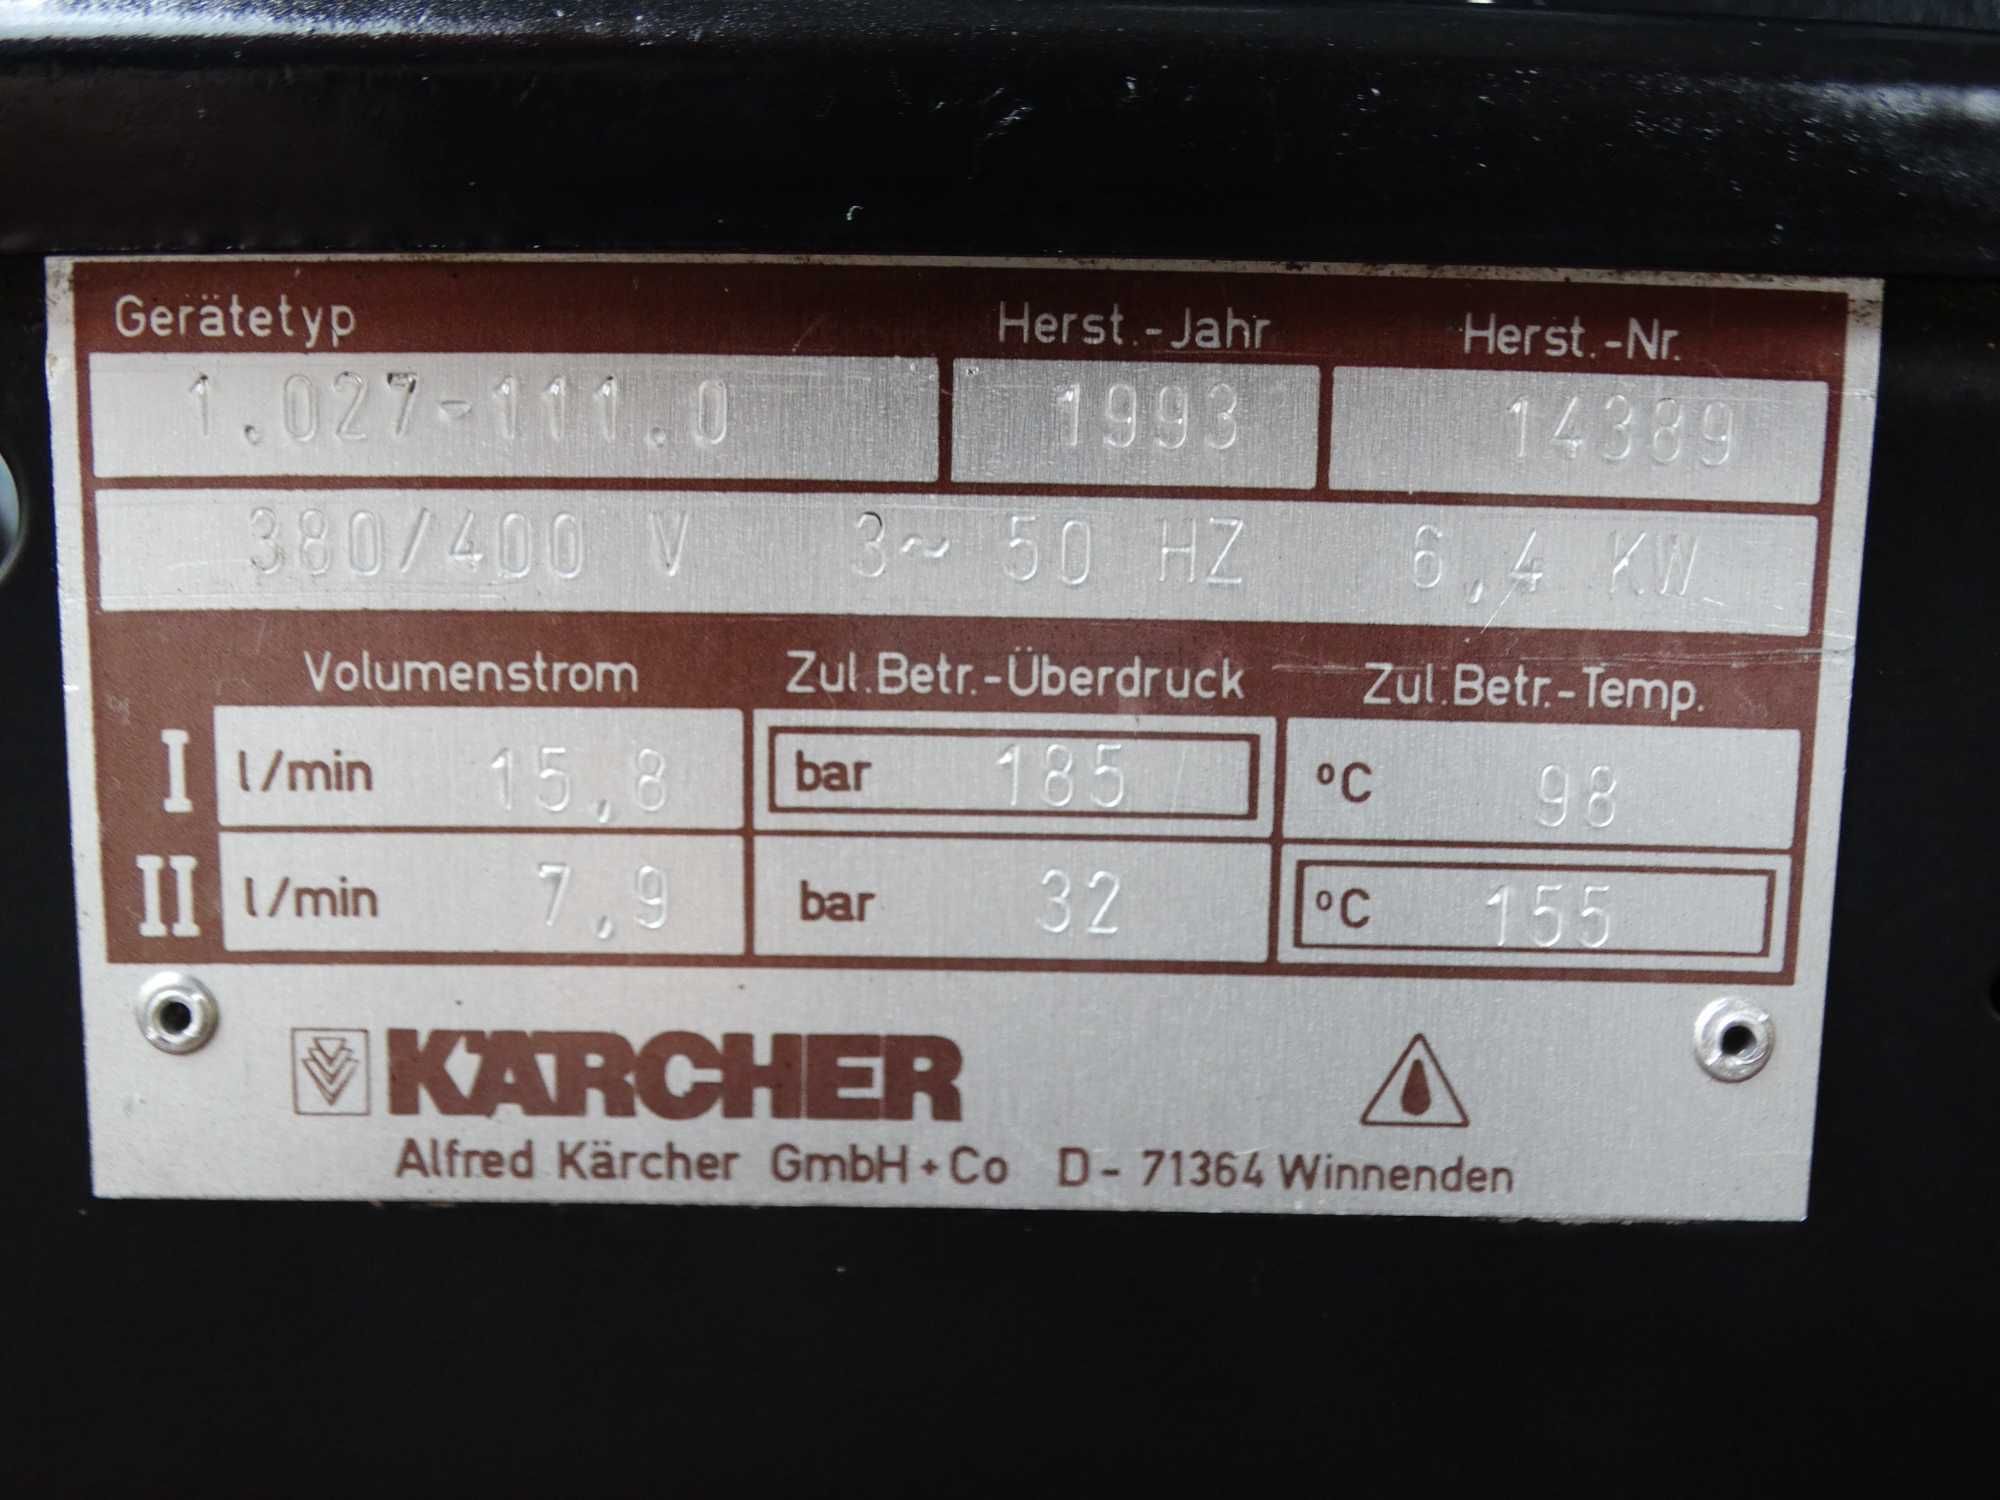 Gerätetyp Herst.-Jahr Herst.-Nr.
1.027-111.0 1993 14389
380/400 V 3~ 50 HZ 6,4 KW
Volumenstrom Zul.Betr.-Überdruck Zul.Betr.-Temp.
I l/min 15,8 bar 185 °C 98
II l/min 7,9 bar 32 °C 155
KÄRCHER
Alfred Kärcher GmbH+Co D-71364 Winnenden